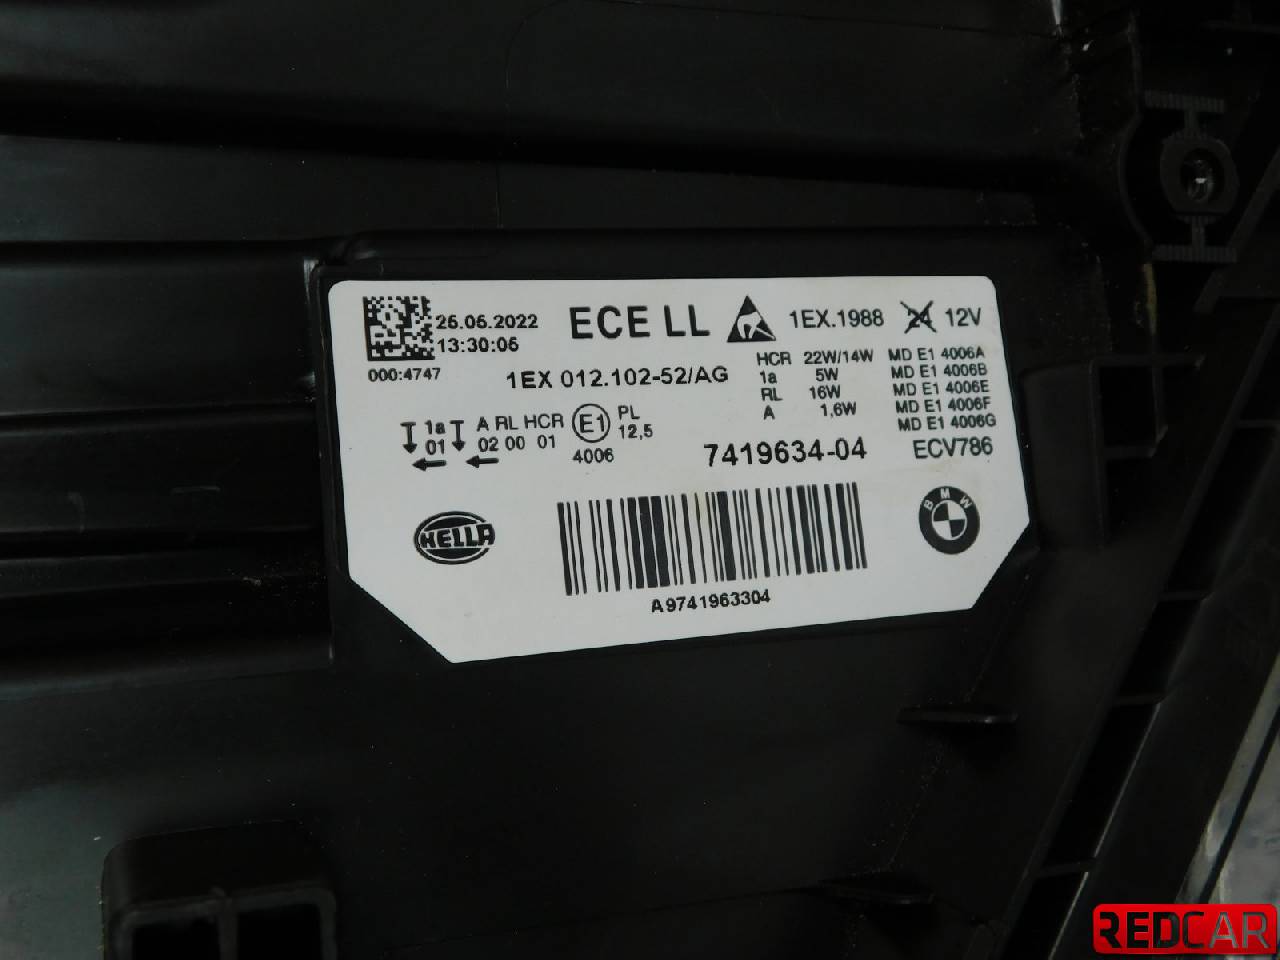 26.06.2022
13:30:06
000:4747
ECE LL
1EX.1988
24 12V
1EX 012.102-52/AG
HCR 22W/14W
1a 5W
RL 16W
A 1,6W
MD E1 4006A
MD E1 4006B
MD E1 4006E
MD E1 4006F
MD E1 4006G
1a
01
A RL HCR
02 00 01
E1
4006
PL
12,5
7419634-04
ECV786
HELLA
BMW
A9741963304
REDCAR